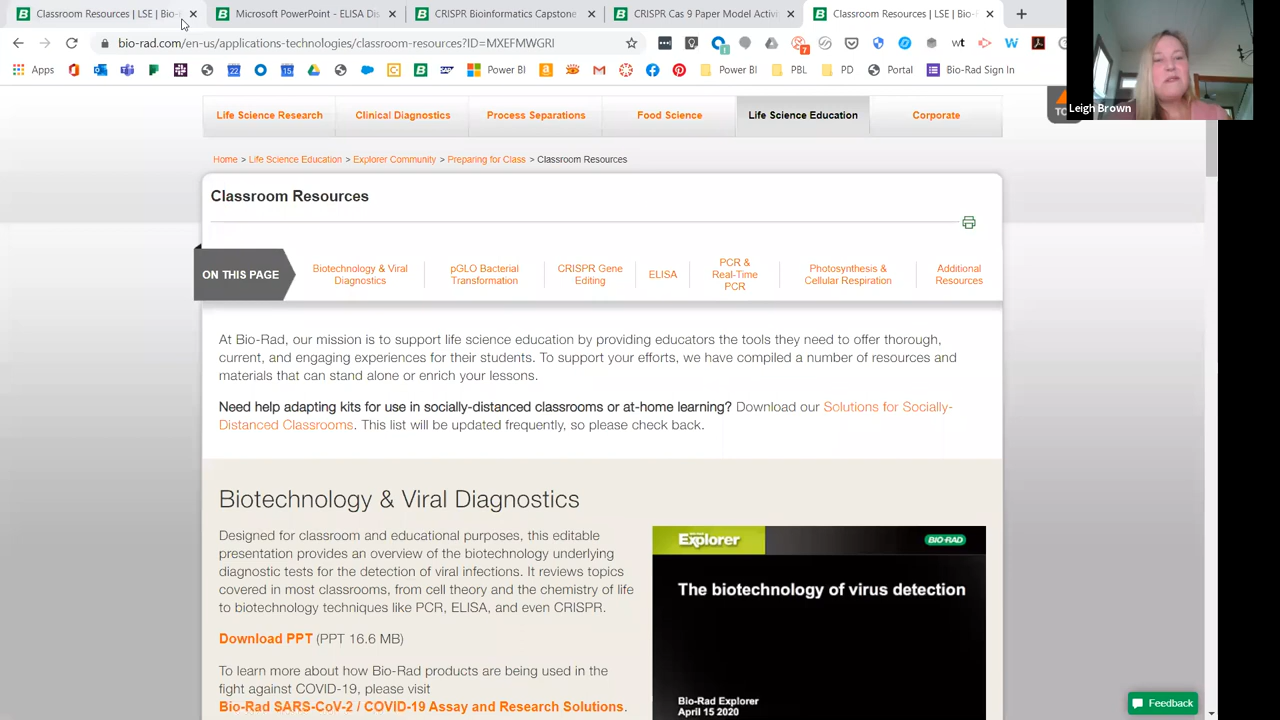 Classroom Resources | LSE | Bio-
Microsoft PowerPoint - ELISA Dis
CRISPR Bioinformatics Capstone
CRISPR Cas 9 Paper Model Activi
Classroom Resources | LSE | Bio-
bio-rad.com/en-us/applications-technologies/classroom-resources?ID=MXEFMWGRI
Apps
Power BI
Power BI
PBL
PD
Portal
Bio-Rad Sign In
Leigh Brown
Life Science Research
Clinical Diagnostics
Process Separations
Food Science
Life Science Education
Corporate
Home > Life Science Education > Explorer Community > Preparing for Class > Classroom Resources
Classroom Resources
ON THIS PAGE
Biotechnology & Viral
Diagnostics
pGLO Bacterial
Transformation
CRISPR Gene
Editing
ELISA
PCR &
Real-Time
PCR
Photosynthesis &
Cellular Respiration
Additional
Resources
At Bio-Rad, our mission is to support life science education by providing educators the tools they need to offer thorough,
current, and engaging experiences for their students. To support your efforts, we have compiled a number of resources and
materials that can stand alone or enrich your lessons.
Need help adapting kits for use in socially-distanced classrooms or at-home learning? Download our Solutions for Socially-
Distanced Classrooms. This list will be updated frequently, so please check back.
Biotechnology & Viral Diagnostics
Designed for classroom and educational purposes, this editable
presentation provides an overview of the biotechnology underlying
diagnostic tests for the detection of viral infections. It reviews topics
covered in most classrooms, from cell theory and the chemistry of life
to biotechnology techniques like PCR, ELISA, and even CRISPR.
Download PPT (PPT 16.6 MB)
To learn more about how Bio-Rad products are being used in the
fight against COVID-19, please visit
Bio-Rad SARS-CoV-2 / COVID-19 Assay and Research Solutions.
Explorer
BIO-RAD
The biotechnology of virus detection
Bio-Rad Explorer
April 15 2020
Feedback